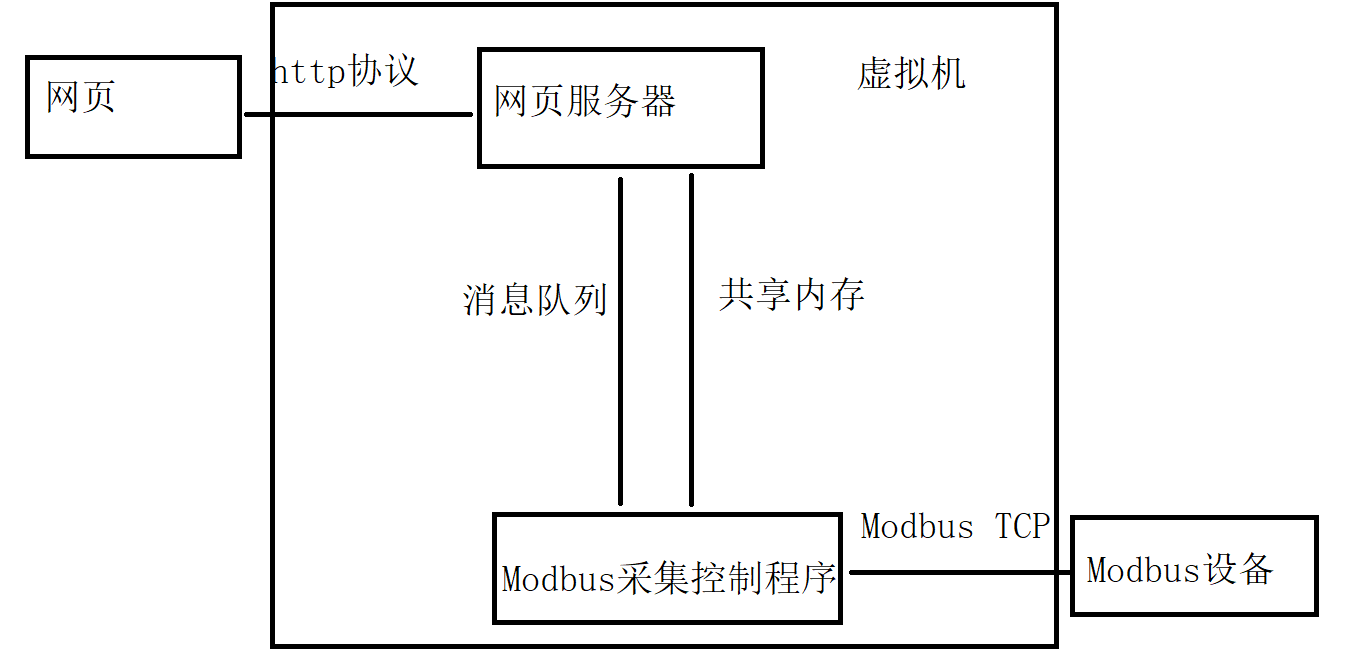 网页
http协议
网页服务器
虚拟机
消息队列
共享内存
Modbus采集控制程序
Modbus TCP
Modbus设备